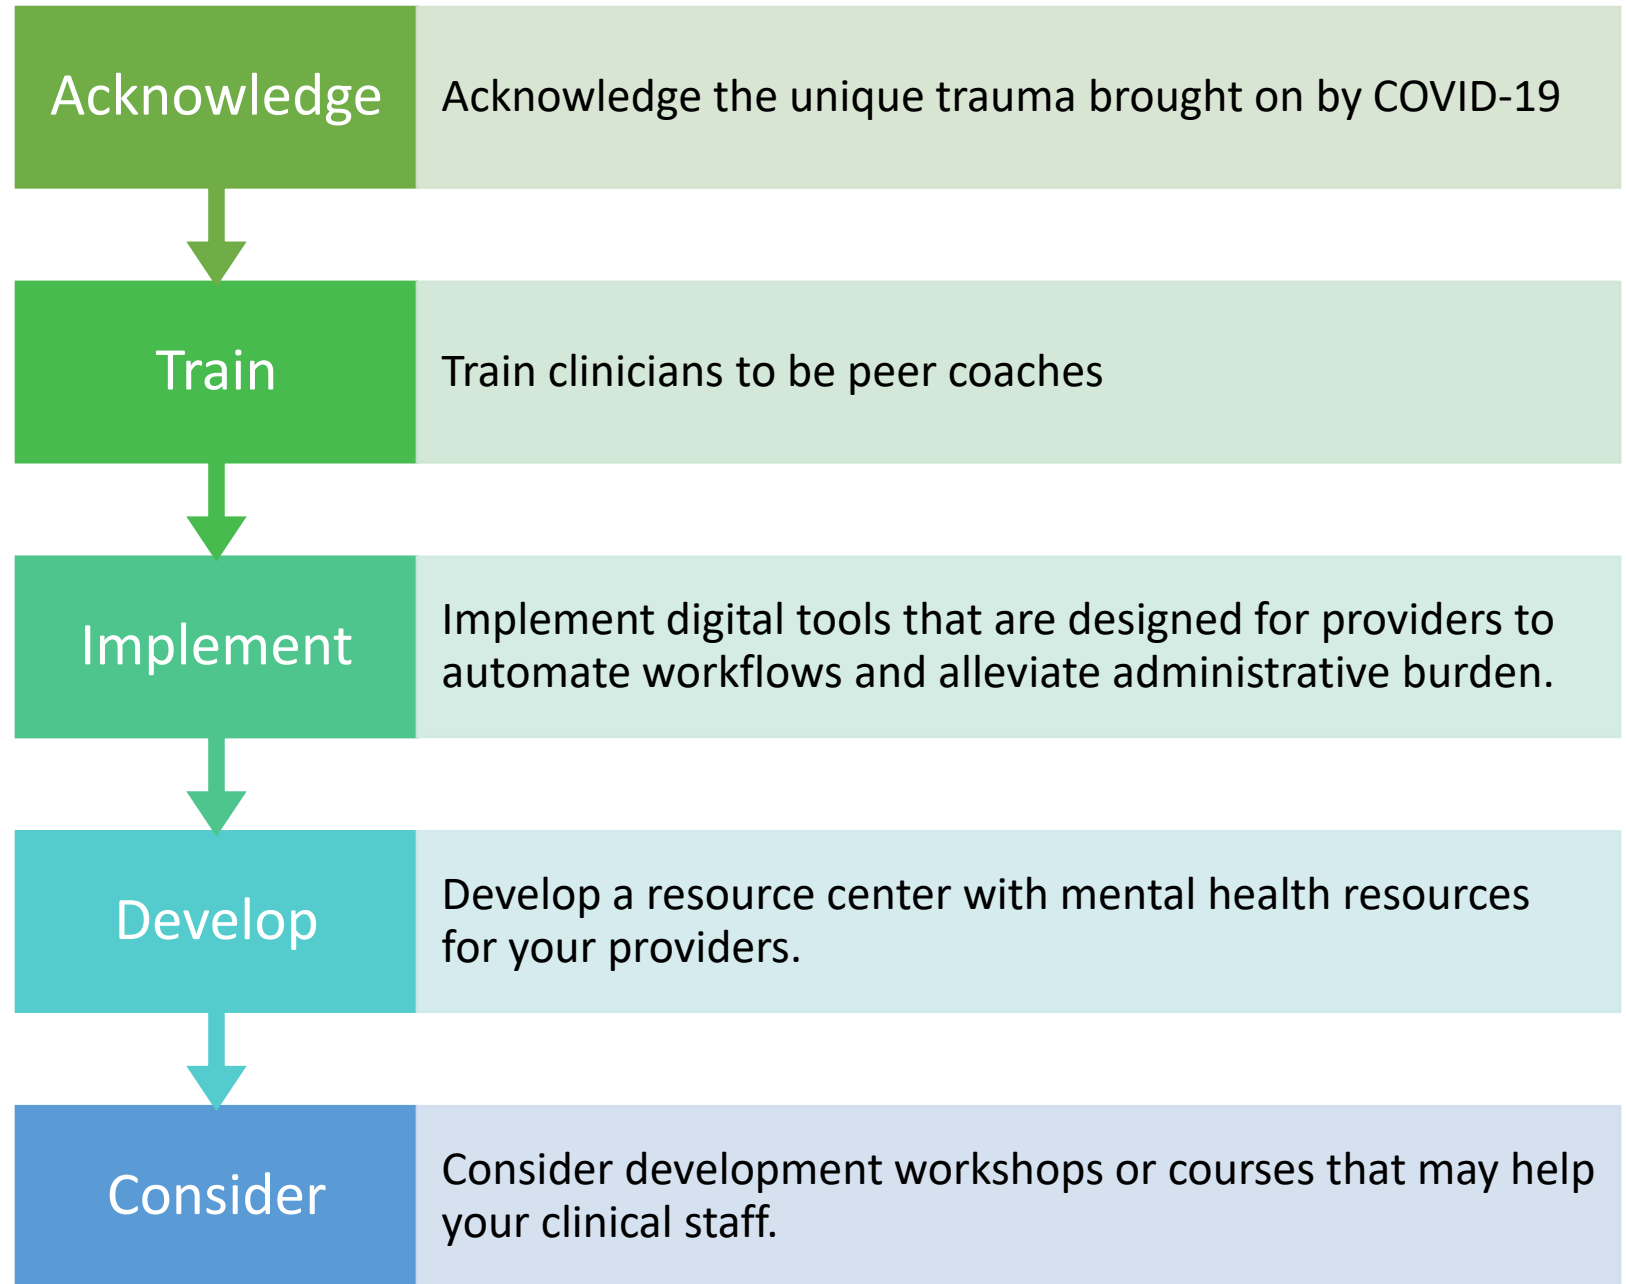 Acknowledge
Acknowledge the unique trauma brought on by COVID-19
Train
Train clinicians to be peer coaches
Implement
Implement digital tools that are designed for providers to
automate workflows and alleviate administrative burden.
Develop
Develop a resource center with mental health resources
for your providers.
Consider
Consider development workshops or courses that may help
your clinical staff.